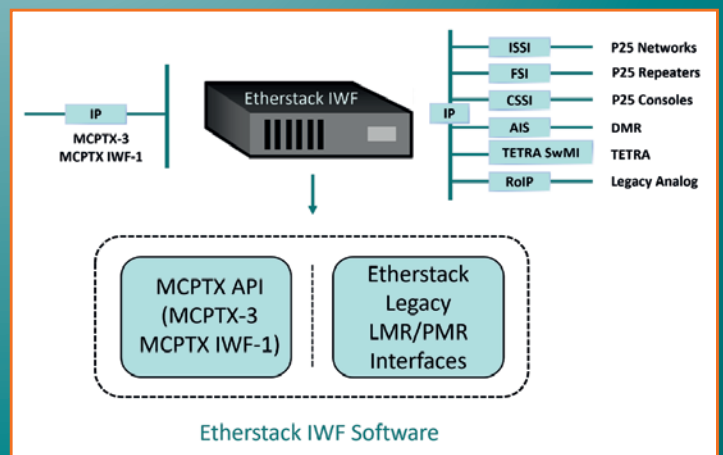 IP
MCPTX-3
MCPTX IWF-1
Etherstack IWF
IP
ISSI P25 Networks
FSI P25 Repeaters
CSSI P25 Consoles
AIS DMR
TETRA SwMI TETRA
RoIP Legacy Analog
MCPTX API
(MCPTX-3
MCPTX IWF-1)
Etherstack
Legacy
LMR/PMR
Interfaces
Etherstack IWF Software